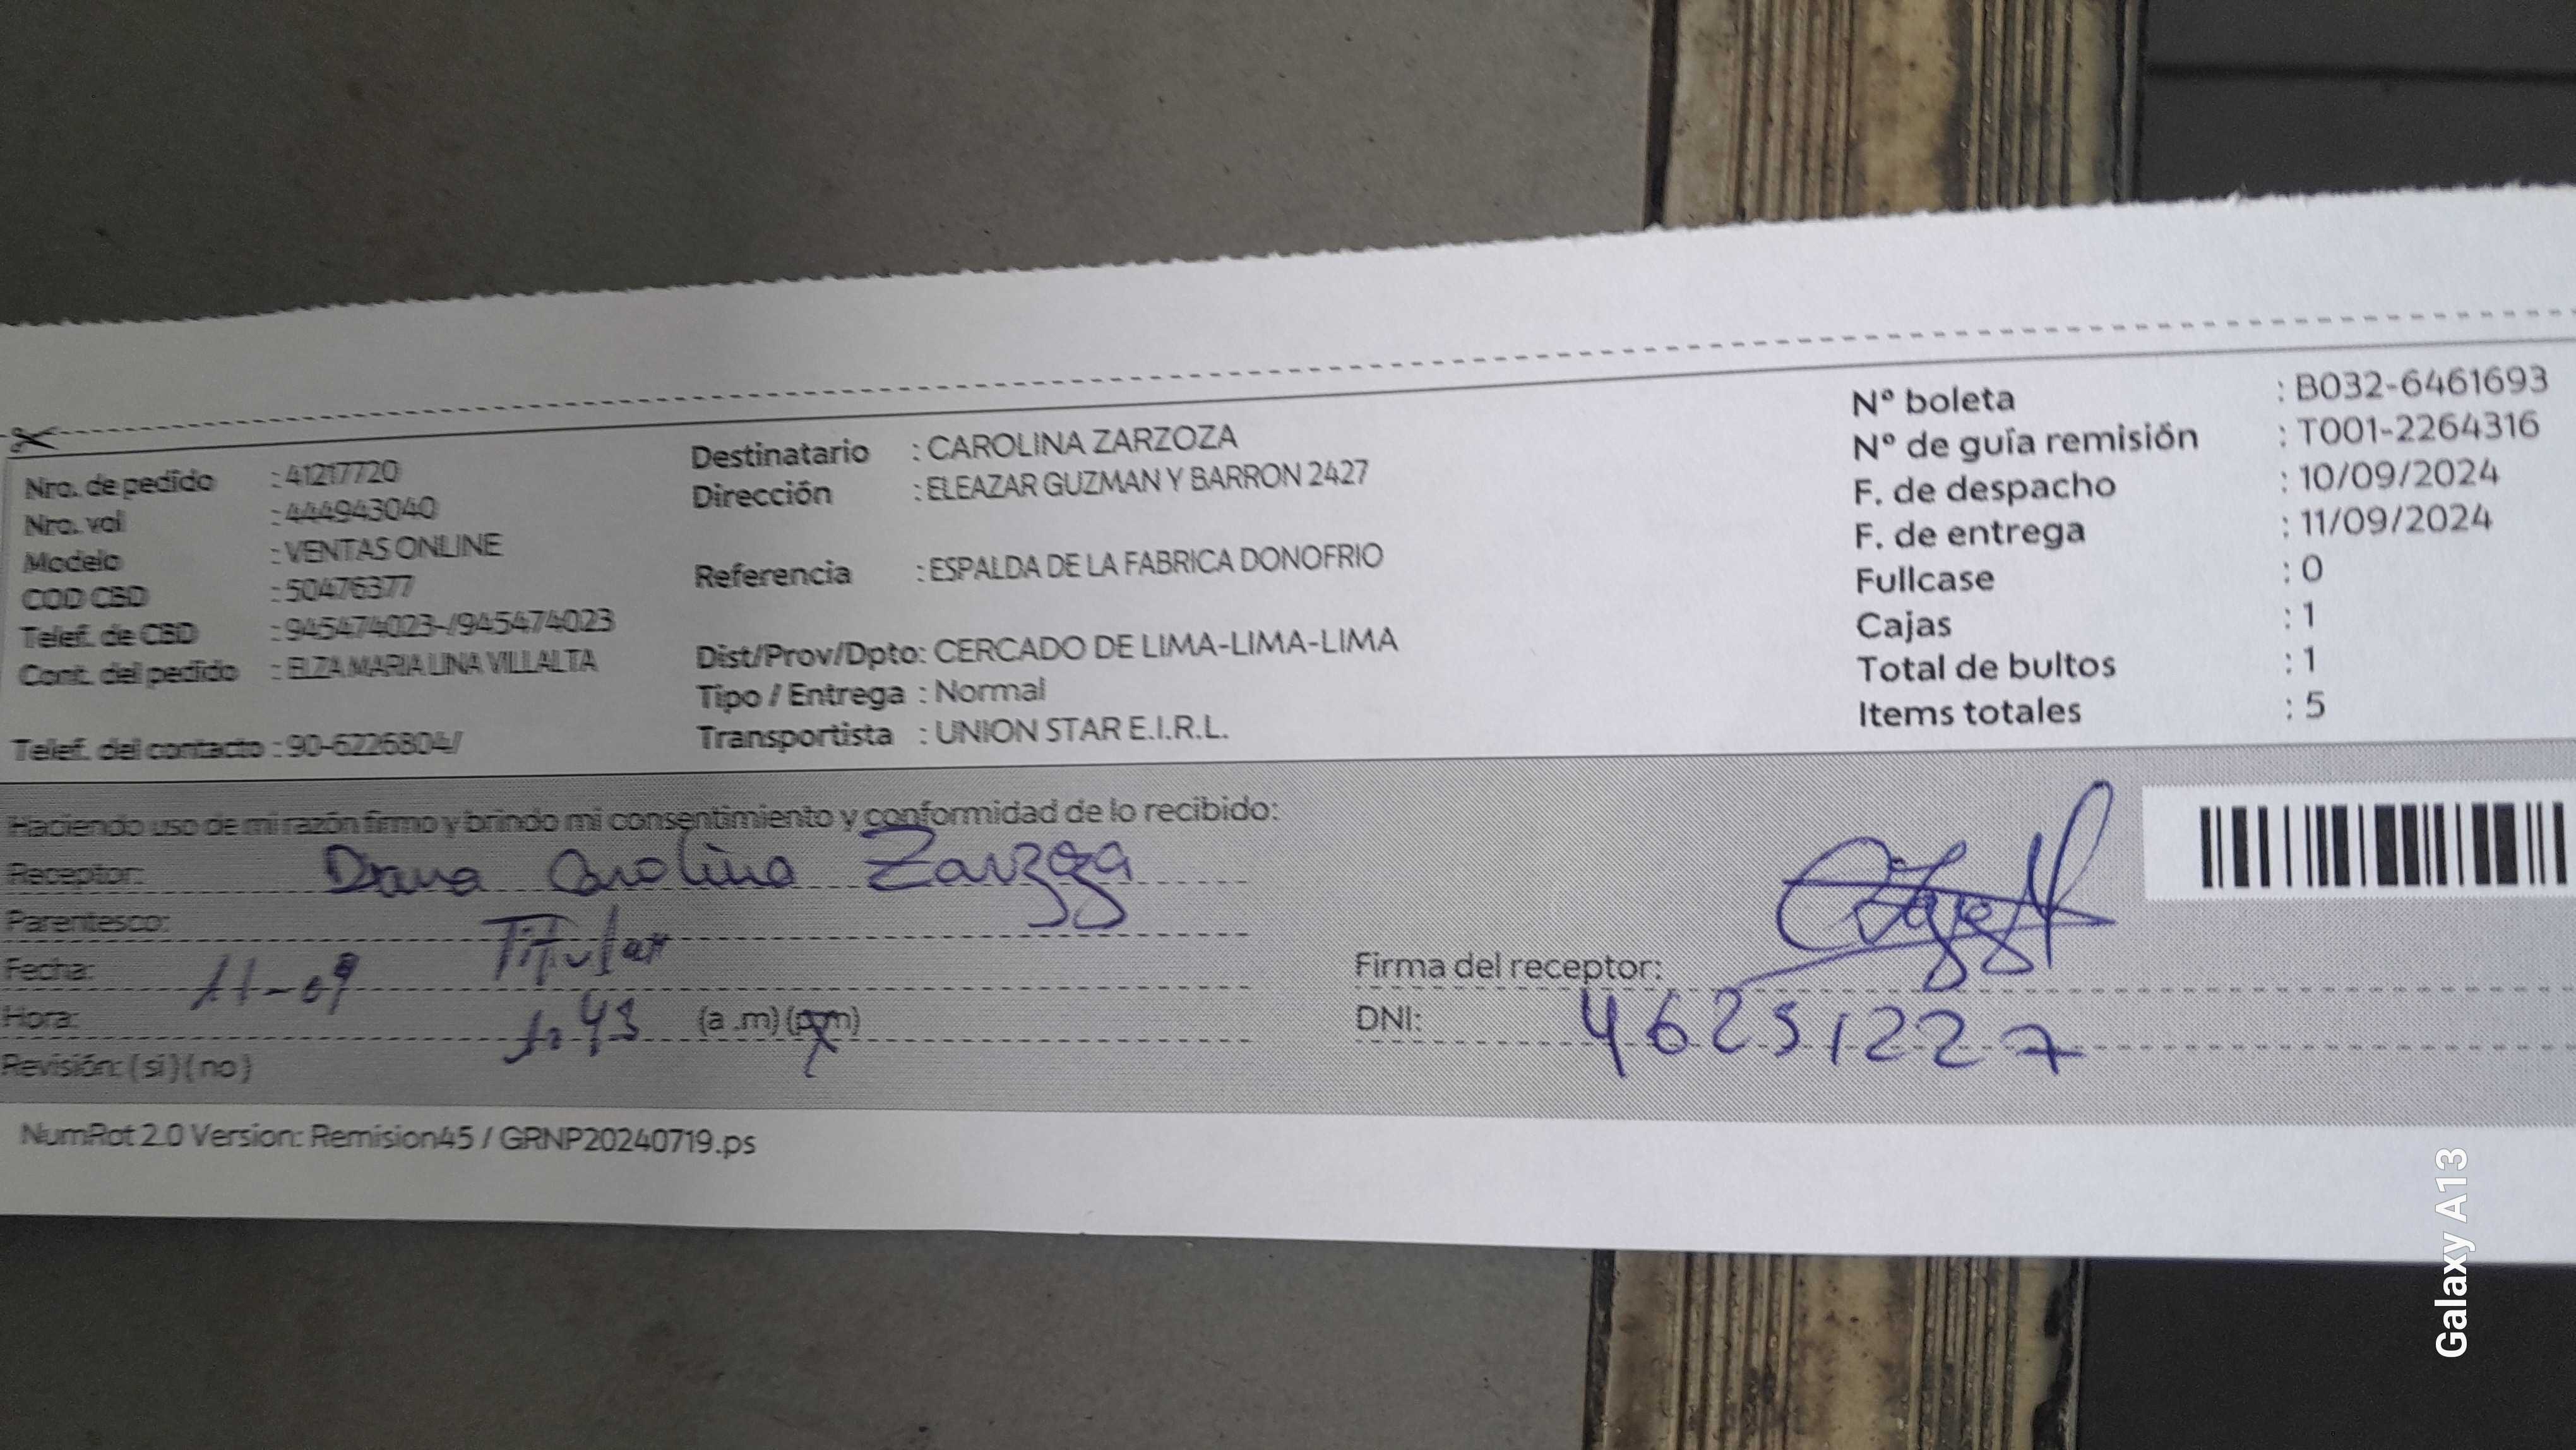 Nro. de pedido : 41217720
Nro. val : 444943040
Modelo : VENTAS ONLINE
COD CBD : 50476377
Telef. de CBD : 945474023-/945474023
Cont. del pedido : ELZA MARIA LINA VILLALTA
Telef. del contacto : 90-6226804/
Destinatario : CAROLINA ZARZOZA
Dirección : ELEAZAR GUZMAN Y BARRON 2427
Referencia : ESPALDA DE LA FABRICA DONOFRIO
Dist/Prov/Dpto: CERCADO DE LIMA-LIMA-LIMA
Tipo / Entrega : Normal
Transportista : UNION STAR E.I.R.L.
Nº boleta : B032-6461693
Nº de guía remisión : T001-2264316
F. de despacho : 10/09/2024
F. de entrega : 11/09/2024
Fullcase : 0
Cajas : 1
Total de bultos : 1
Items totales : 5
Haciendo uso de mi razón firmo y brindo mi consentimiento y conformidad de lo recibido:
Receptor: Diana Carolina Zarzoza
Parentesco: Titular
Fecha: 11-09
Hora: (a .m) (p.m)
Revisión: ( si ) ( no )
Firma del receptor:
DNI: 46251227
NumRot 2.0 Version: Remision45 / GRNP20240719.ps
Galaxy A13